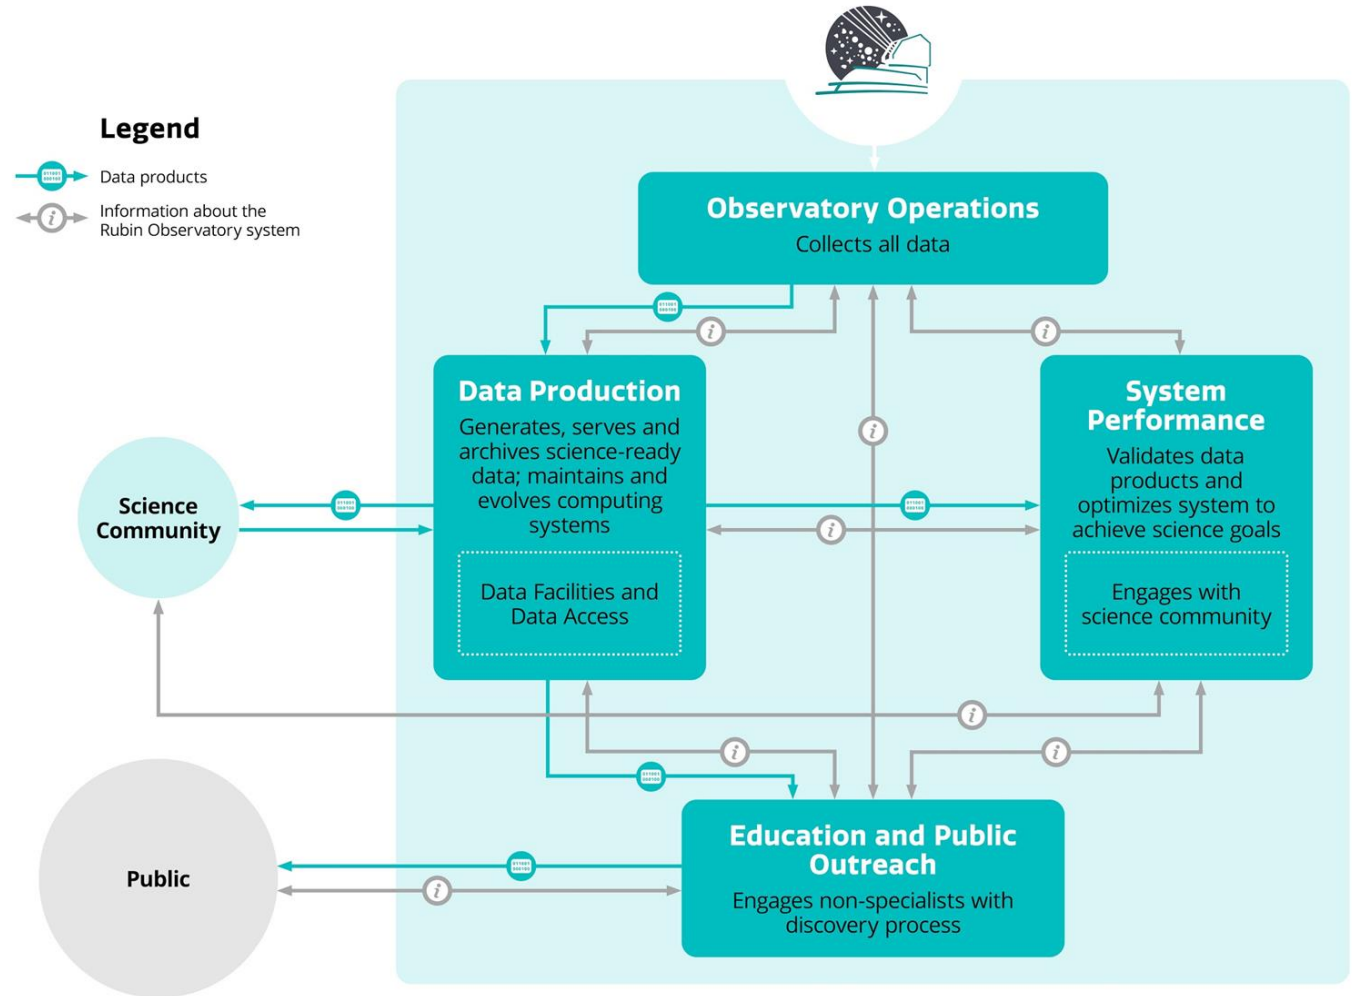 Legend
Data products
Information about the
Rubin Observatory system
Observatory Operations
Collects all data
Data Production
Generates, serves and
archives science-ready
data; maintains and
evolves computing
systems
Data Facilities and
Data Access
System
Performance
Validates data
products and
optimizes system to
achieve science goals
Engages with
science community
Science
Community
Public
Education and Public
Outreach
Engages non-specialists with
discovery process
i
i
i
i
i
i
i
i
i